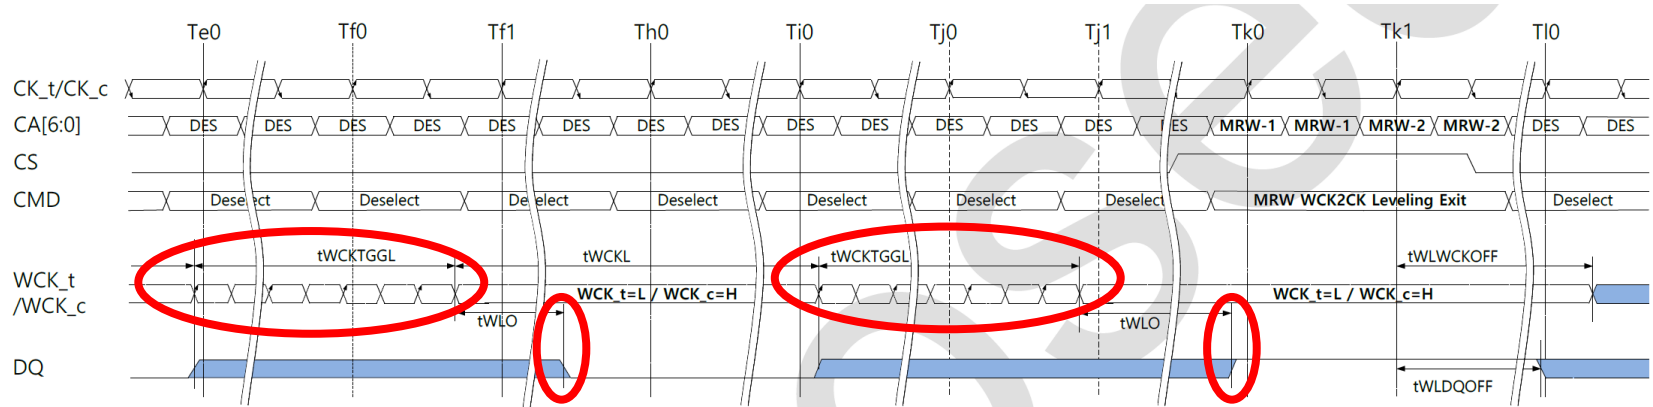 Te0 Tf0 Tf1 Th0 Ti0 Tj0 Tj1 Tk0 Tk1 Tl0
CK_t/CK_c
CA[6:0] DES DES DES DES DES DES DES DES DES DES DES DES DES DES MRW-1 MRW-1 MRW-2 MRW-2 DES DES
CS
CMD Deselect Deselect Deselect Deselect Deselect Deselect Deselect MRW WCK2CK Leveling Exit Deselect
tWCKTGGL tWCKL tWCKTGGL tWLWCKOFF
WCK_t
/WCK_c WCK_t=L / WCK_c=H WCK_t=L / WCK_c=H
tWLO tWLO
DQ
tWLDQOFF